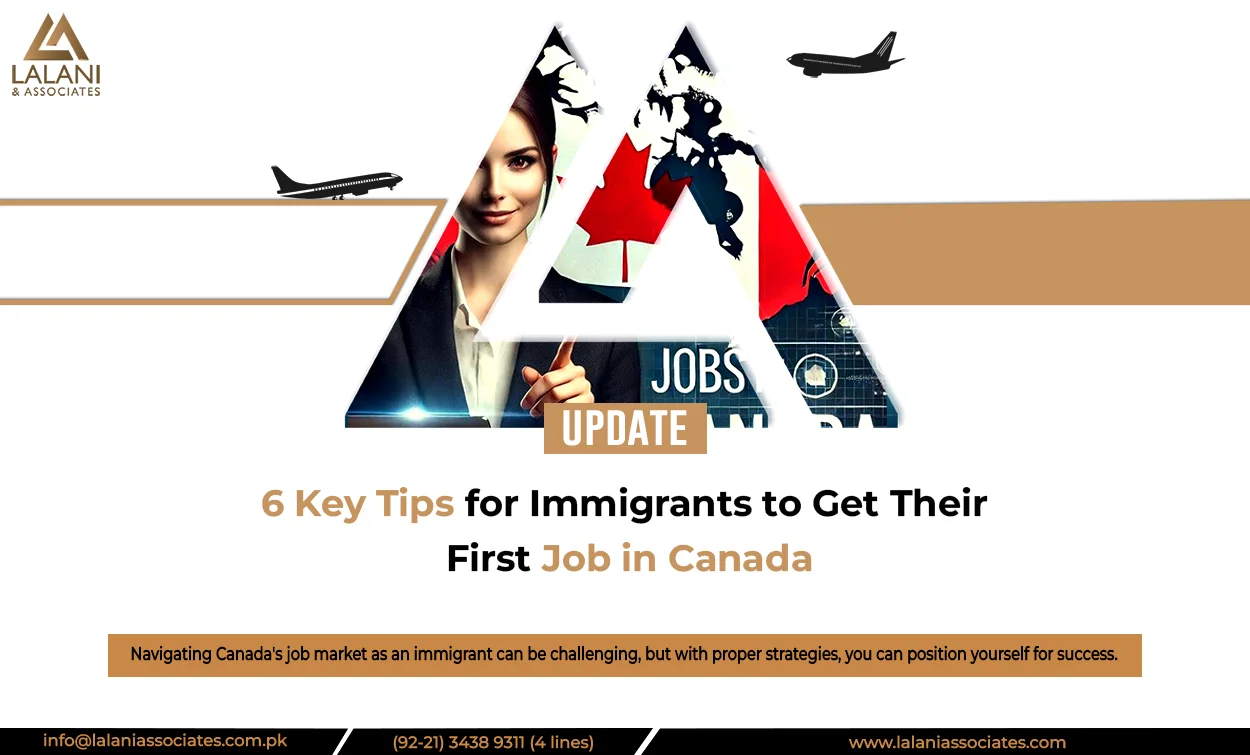 LALANI
& ASSOCIATES
JOBS
UPDATE
6 Key Tips for Immigrants to Get Their
First Job in Canada
Navigating Canada's job market as an immigrant can be challenging, but with proper strategies, you can position yourself for success.
info@lalaniassociates.com.pk
(92-21) 3438 9311 (4 lines)
www.lalaniassociates.com